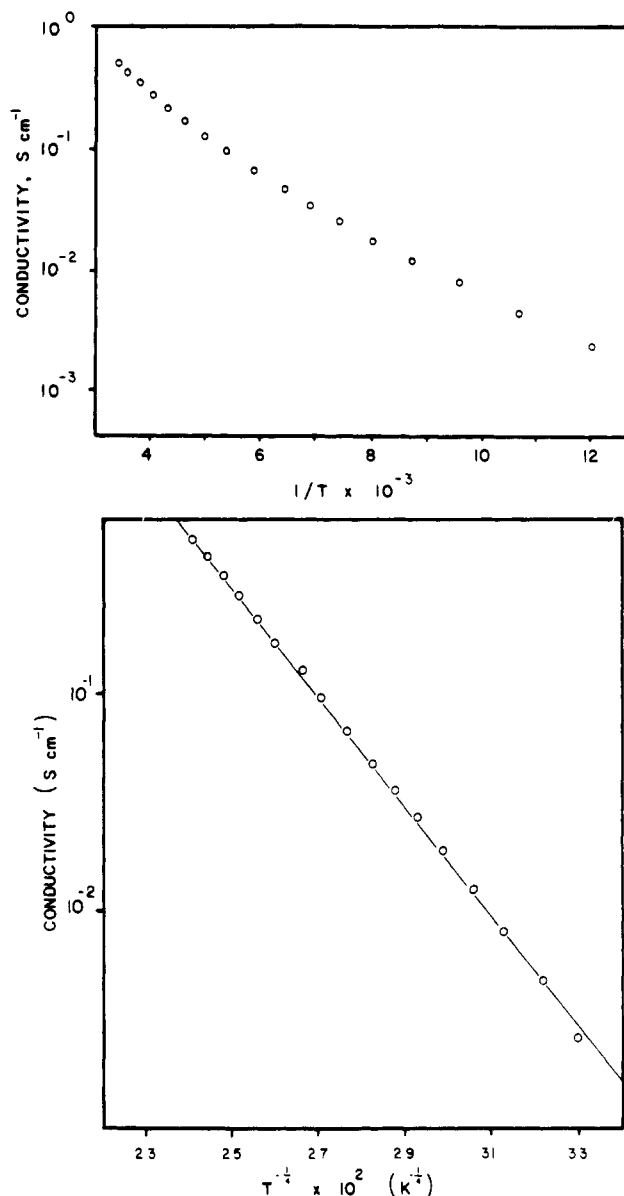 10⁰
10⁻¹
10⁻²
10⁻³
CONDUCTIVITY, S cm⁻¹
4 6 8 10 12
1/T x 10⁻³
10⁻¹
10⁻²
CONDUCTIVITY (S cm⁻¹)
23 25 27 29 31 33
T⁻¼ x 10² (K⁻¼)